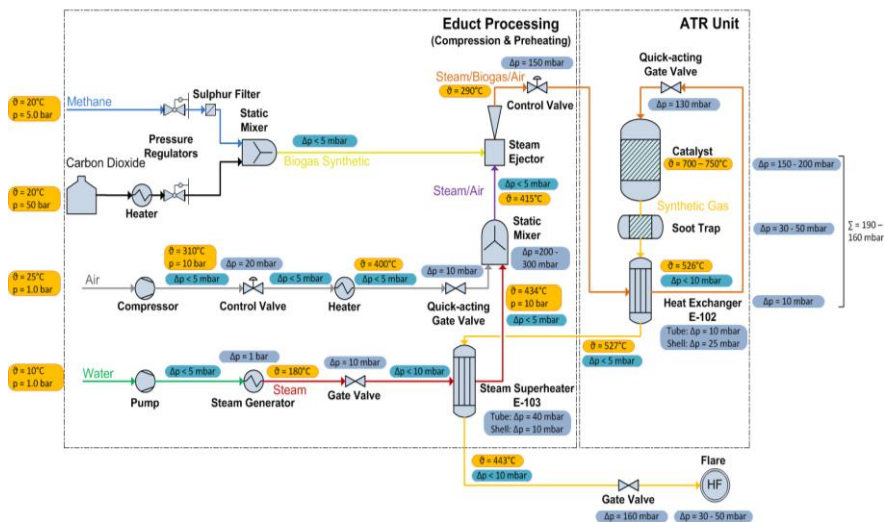 Educt Processing
(Compression & Preheating)
ATR Unit
Δp = 150 mbar
Steam/Biogas/Air
ϑ = 290°C
Control Valve
Quick-acting
Gate Valve
Δp = 130 mbar
ϑ = 20°C
p = 5.0 bar
Methane
Sulphur Filter
Static
Mixer
Pressure
Regulators
Δp < 5 mbar
Biogas Synthetic
Steam
Ejector
Catalyst
ϑ = 700 – 750°C
Δp = 150 - 200 mbar
Carbon Dioxide
ϑ = 20°C
p = 50 bar
Heater
Steam/Air
Δp < 5 mbar
ϑ = 415°C
Synthetic Gas
Soot Trap
Δp = 30 - 50 mbar
Σ = 190 –
160 mbar
Static
Mixer
Δp =200 -
300 mbar
ϑ = 25°C
p = 1.0 bar
Air
Compressor
ϑ = 310°C
p = 10 bar
Δp < 5 mbar
Δp = 20 mbar
Control Valve
Δp < 5 mbar
ϑ = 400°C
Δp < 5 mbar
Heater
Δp = 10 mbar
Quick-acting
Gate Valve
ϑ = 434°C
p = 10 bar
Δp < 5 mbar
ϑ = 526°C
Δp < 10 mbar
Heat Exchanger
E-102
Tube: Δp = 10 mbar
Shell: Δp = 25 mbar
Δp = 10 mbar
ϑ = 527°C
Δp < 5 mbar
ϑ = 10°C
p = 1.0 bar
Water
Pump
Δp < 5 mbar
Δp = 1 bar
Steam Generator
ϑ = 180°C
Steam
Δp = 10 mbar
Gate Valve
Δp < 10 mbar
Steam Superheater
E-103
Tube: Δp = 40 mbar
Shell: Δp = 10 mbar
ϑ = 443°C
Δp < 10 mbar
Gate Valve
Δp = 160 mbar
Flare
HF
Δp = 30 - 50 mbar